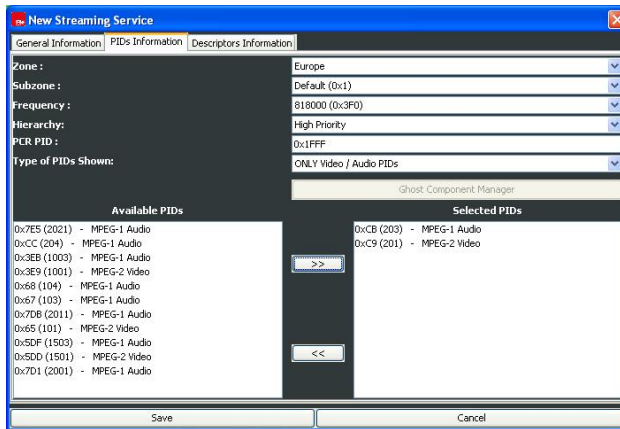 New Streaming Service
General Information PIDs Information Descriptors Information
Zone : Europe
Subzone : Default (0x1)
Frequency : 818000 (0x3F0)
Hierarchy: High Priority
PCR PID : 0x1FFF
Type of PIDs Shown: ONLY Video / Audio PIDs
Ghost Component Manager
Available PIDs
0x7E5 (2021) - MPEG-1 Audio
0xCC (204) - MPEG-1 Audio
0x3EB (1003) - MPEG-1 Audio
0x3E9 (1001) - MPEG-2 Video
0x68 (104) - MPEG-1 Audio
0x67 (103) - MPEG-1 Audio
0x7DB (2011) - MPEG-1 Audio
0x65 (101) - MPEG-2 Video
0x5DF (1503) - MPEG-1 Audio
0x5DD (1501) - MPEG-2 Video
0x7D1 (2001) - MPEG-1 Audio
>>
<<
Selected PIDs
0xCB (203) - MPEG-1 Audio
0xC9 (201) - MPEG-2 Video
Save Cancel